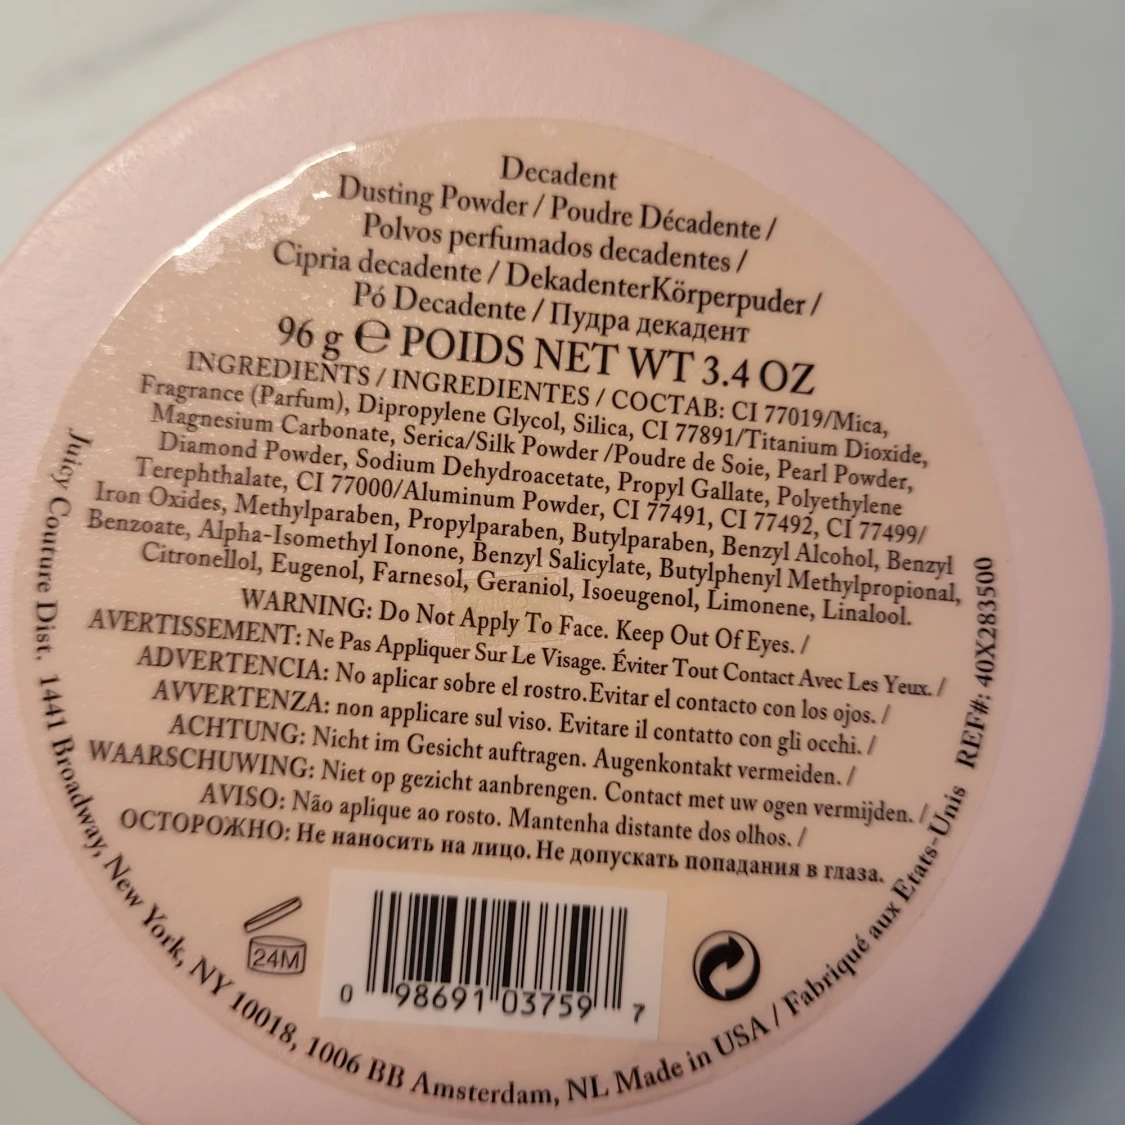 Decadent
Dusting Powder / Poudre Décadente /
Polvos perfumados decadentes /
Cipria decadente / DekadenterKörperpuder /
Pó Decadente / Пудра декадент
96 g ℮ POIDS NET WT 3.4 OZ
INGREDIENTS / INGREDIENTES / COCTAB: CI 77019/Mica,
Fragrance (Parfum), Dipropylene Glycol, Silica, CI 77891/Titanium Dioxide,
Magnesium Carbonate, Serica/Silk Powder /Poudre de Soie, Pearl Powder,
Diamond Powder, Sodium Dehydroacetate, Propyl Gallate, Polyethylene
Terephthalate, CI 77000/Aluminum Powder, CI 77491, CI 77492, CI 77499/
Iron Oxides, Methylparaben, Propylparaben, Butylparaben, Benzyl Alcohol, Benzyl
Benzoate, Alpha-Isomethyl Ionone, Benzyl Salicylate, Butylphenyl Methylpropional,
Citronellol, Eugenol, Farnesol, Geraniol, Isoeugenol, Limonene, Linalool.
WARNING: Do Not Apply To Face. Keep Out Of Eyes. /
AVERTISSEMENT: Ne Pas Appliquer Sur Le Visage. Éviter Tout Contact Avec Les Yeux. /
ADVERTENCIA: No aplicar sobre el rostro.Evitar el contacto con los ojos. /
AVVERTENZA: non applicare sul viso. Evitare il contatto con gli occhi. /
ACHTUNG: Nicht im Gesicht auftragen. Augenkontakt vermeiden. /
WAARSCHUWING: Niet op gezicht aanbrengen. Contact met uw ogen vermijden. /
AVISO: Não aplique ao rosto. Mantenha distante dos olhos. /
ОСТОРОЖНО: Не наносить на лицо. Не допускать попадания в глаза.
24M
0 98691 03759 7
Juicy Couture Dist. 1441 Broadway, New York, NY 10018, 1006 BB Amsterdam, NL Made in USA / Fabriqué aux Etats-Unis REF#: 40X283500